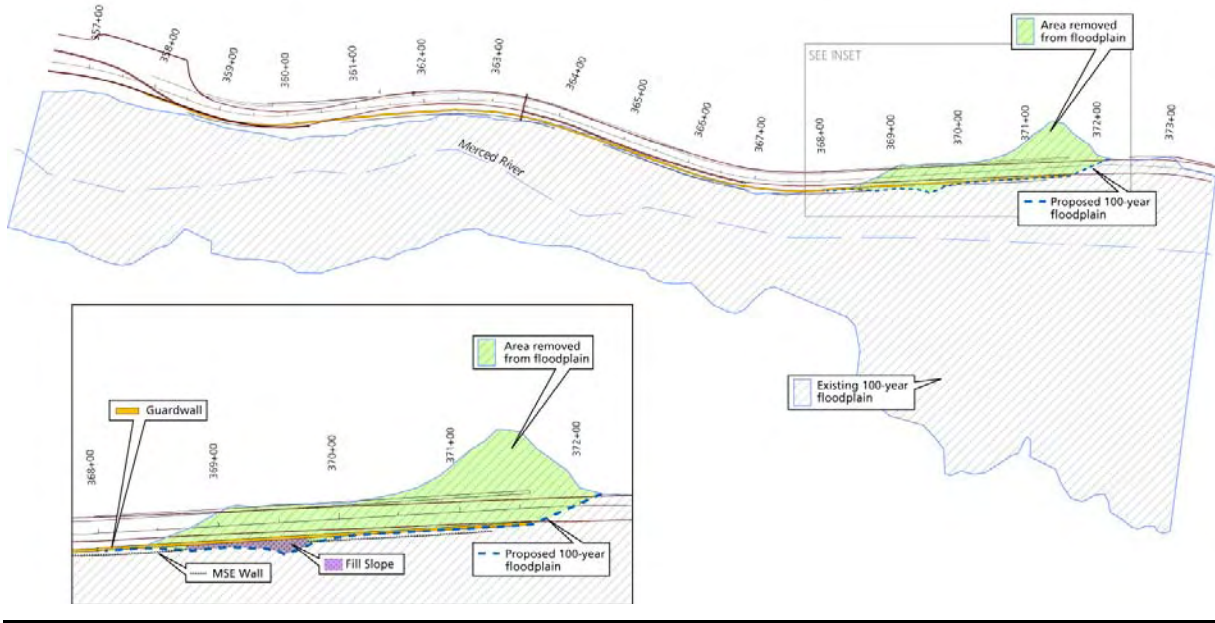 357+00
358+00
359+00
360+00
361+00
362+00
363+00
364+00
365+00
366+00
367+00
368+00
369+00
370+00
371+00
372+00
373+00
Area removed
from floodplain
SEE INSET
Merced River
Proposed 100-year
floodplain
Existing 100-year
floodplain
Area removed
from floodplain
Guardwall
368+00
369+00
370+00
371+00
372+00
MSE Wall
Fill Slope
Proposed 100-year
floodplain